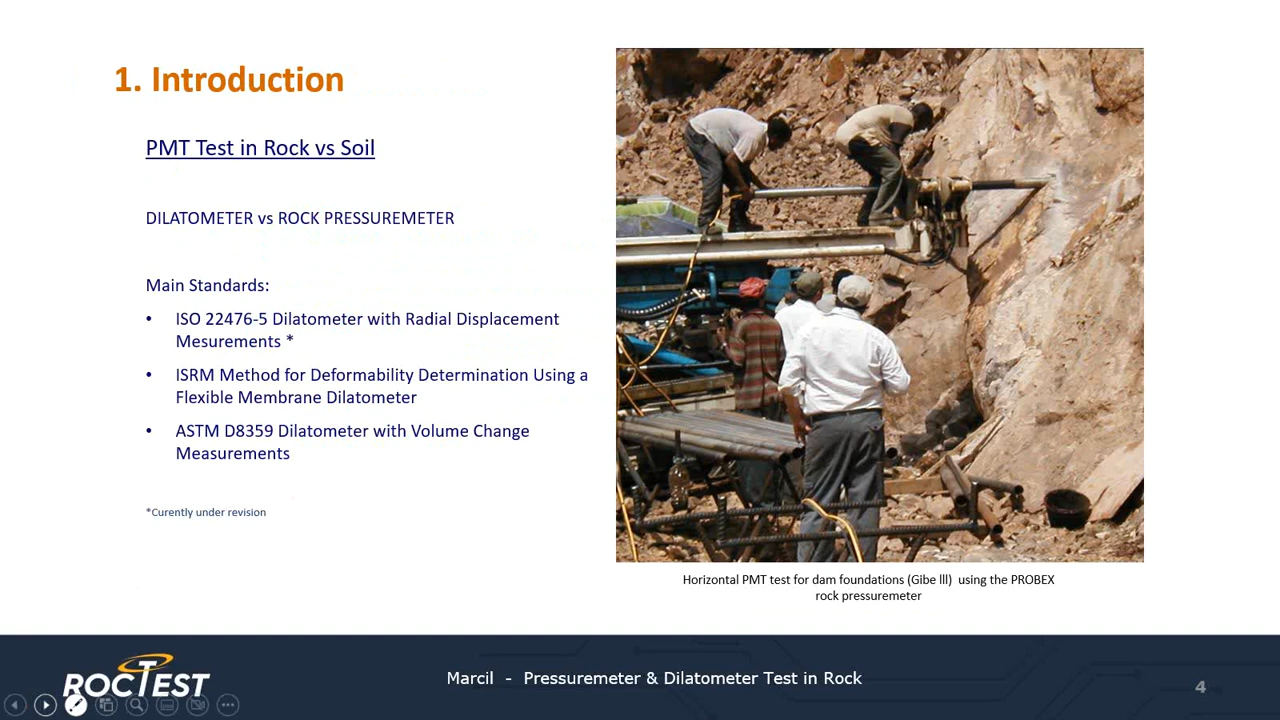 1. Introduction
PMT Test in Rock vs Soil
DILATOMETER vs ROCK PRESSUREMETER
Main Standards:
• ISO 22476-5 Dilatometer with Radial Displacement
Mesurements *
• ISRM Method for Deformability Determination Using a
Flexible Membrane Dilatometer
• ASTM D8359 Dilatometer with Volume Change
Measurements
*Curently under revision
Horizontal PMT test for dam foundations (Gibe lll) using the PROBEX
rock pressuremeter
ROCTEST
Marcil - Pressuremeter & Dilatometer Test in Rock
4